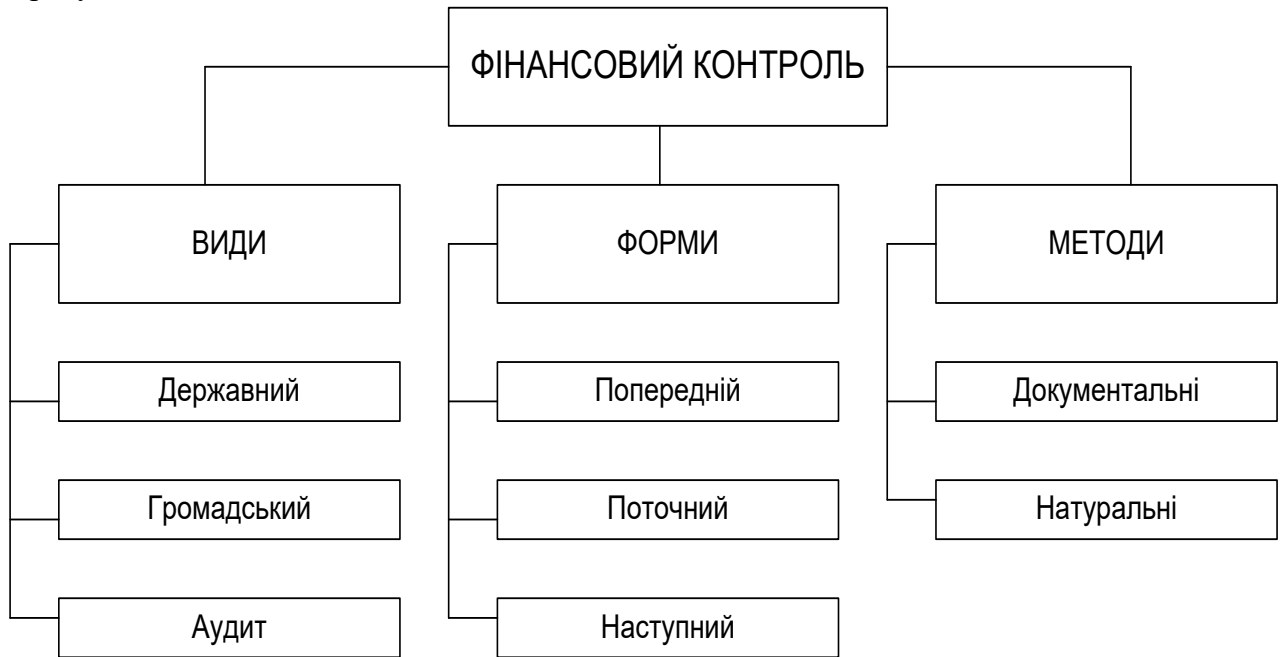 ФІНАНСОВИЙ КОНТРОЛЬ
ВИДИ
ФОРМИ
МЕТОДИ
Державний
Попередній
Документальні
Громадський
Поточний
Натуральні
Аудит
Наступний